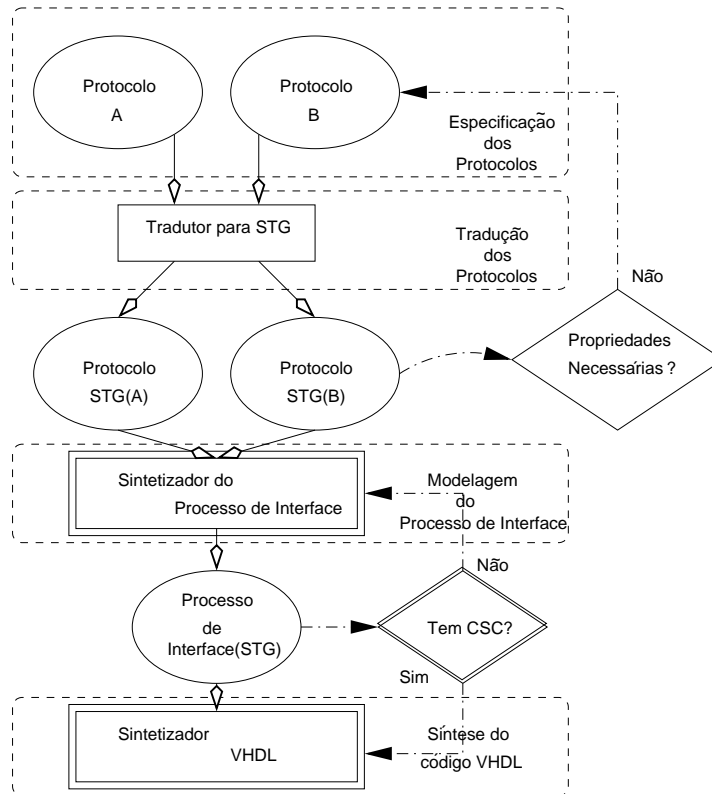 Protocolo
A
Protocolo
B
Especificação
dos
Protocolos
Tradutor para STG
Tradução
dos
Protocolos
Não
Propriedades
Necessárias ?
Protocolo
STG(A)
Protocolo
STG(B)
Sintetizador do
Processo de Interface
Modelagem
do
Processo de Interface
Não
Processo
de
Interface(STG)
Tem CSC?
Sim
Sintetizador
VHDL
Síntese do
código VHDL